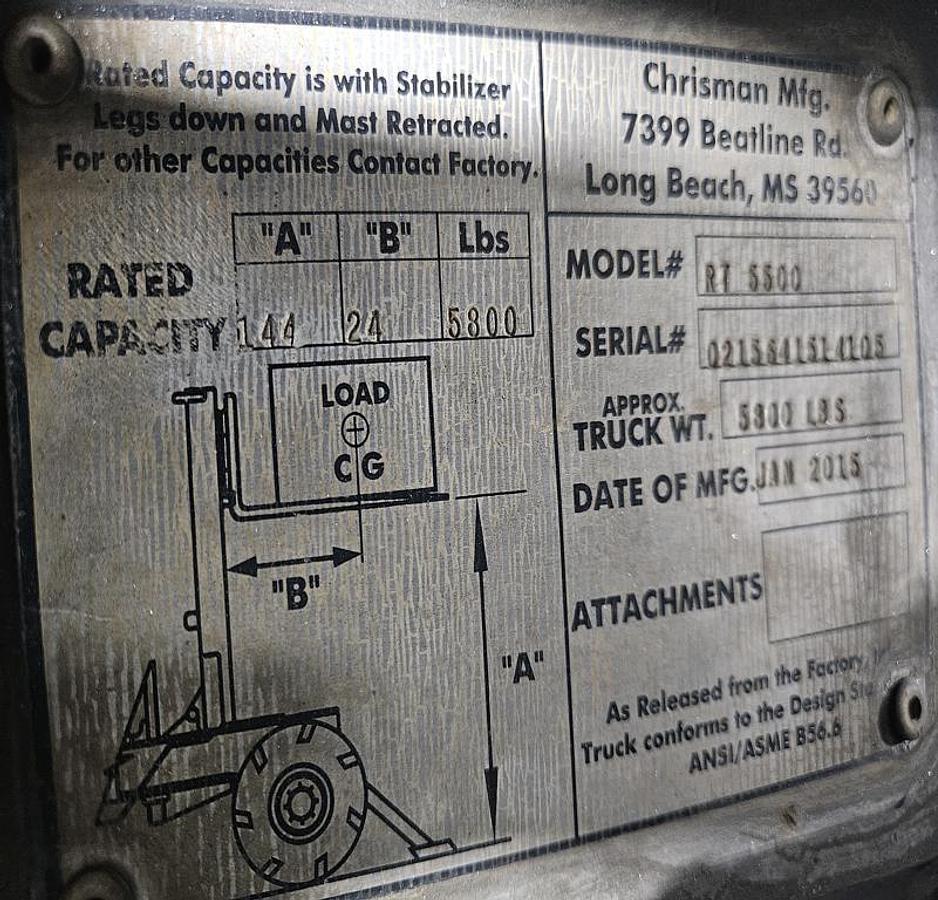 Rated Capacity is with Stabilizer
Legs down and Mast Retracted.
For other Capacities Contact Factory.
"A" "B" Lbs
RATED
CAPACITY 144 24 5800
LOAD
C G
"B"
"A"
Chrisman Mfg.
7399 Beatline Rd.
Long Beach, MS 39560
MODEL# RT 5500
SERIAL#
APPROX.
TRUCK WT. 5800 LBS
DATE OF MFG. JAN 2015
ATTACHMENTS
As Released from the Factory,
Truck conforms to the Design
ANSI/ASME B56.6